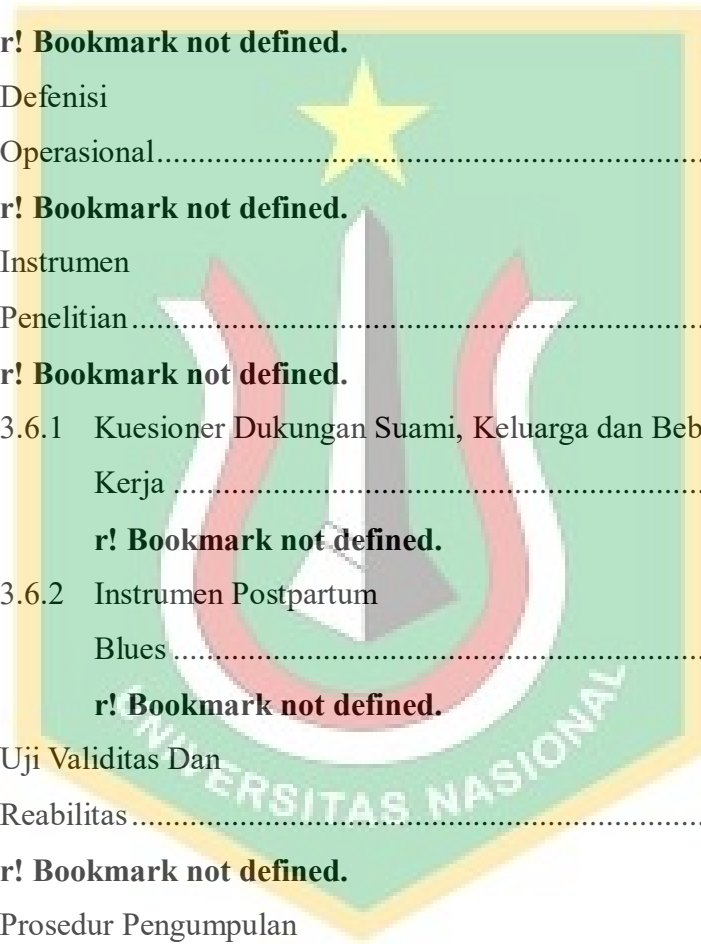 r! Bookmark not defined.
Defenisi
Operasional................................................................
r! Bookmark not defined.
Instrumen
Penelitian................................................................
r! Bookmark not defined.
3.6.1 Kuesioner Dukungan Suami, Keluarga dan Beb
Kerja ................................................................
r! Bookmark not defined.
3.6.2 Instrumen Postpartum
Blues ................................................................
r! Bookmark not defined.
Uji Validitas Dan
Reabilitas................................................................
r! Bookmark not defined.
Prosedur Pengumpulan
UNIVERSITAS NASIONAL